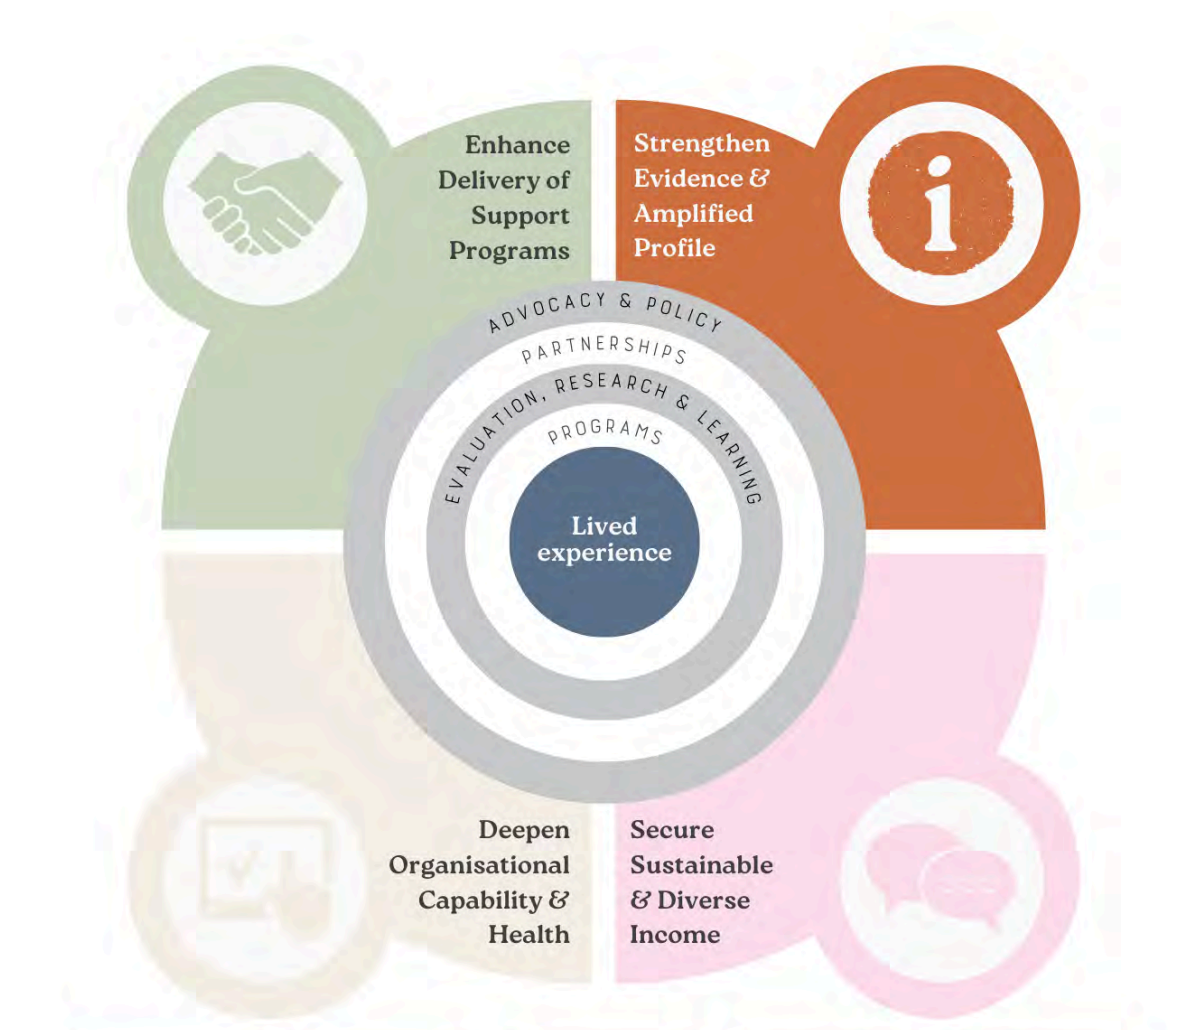 Enhance
Delivery of
Support
Programs
Strengthen
Evidence &
Amplified
Profile
i
ADVOCACY & POLICY
PARTNERSHIPS
EVALUATION, RESEARCH & LEARNING
PROGRAMS
Lived
experience
Deepen
Organisational
Capability &
Health
Secure
Sustainable
& Diverse
Income